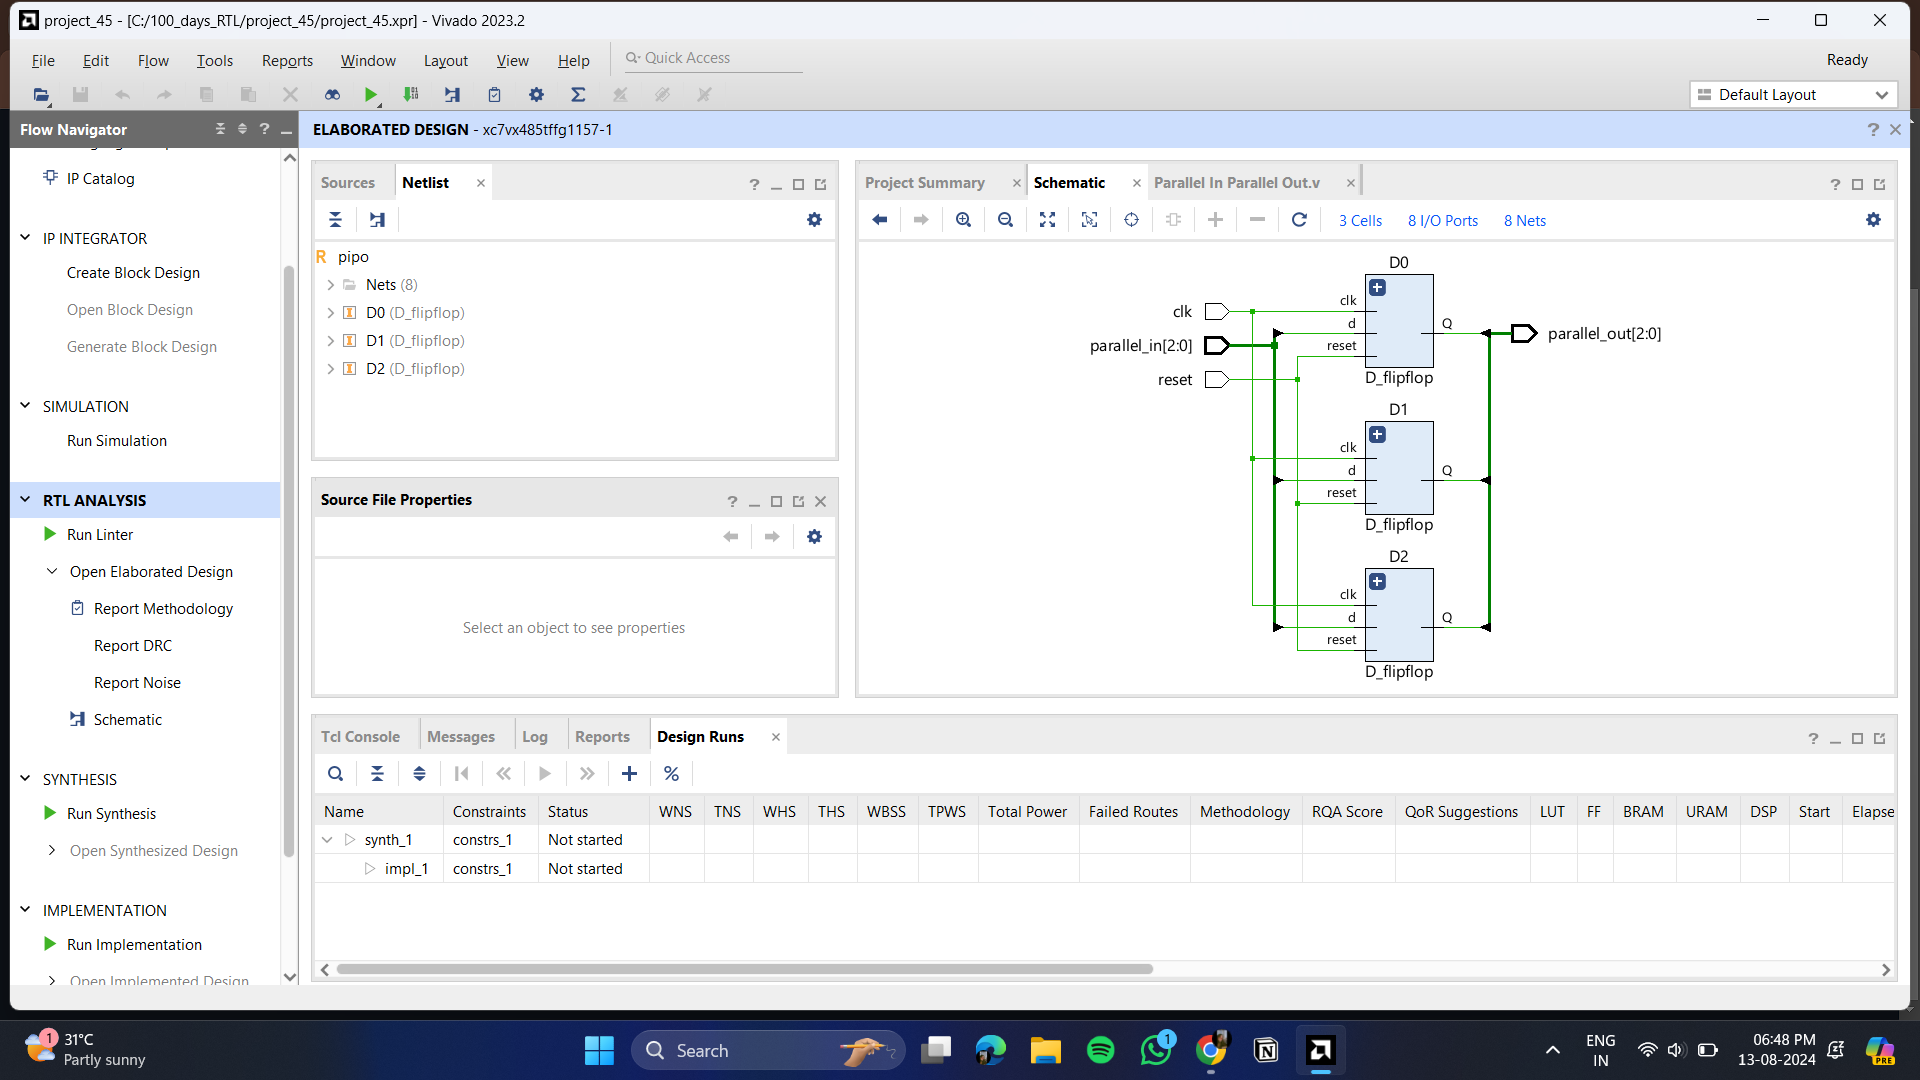 project_45 - [C:/100_days_RTL/project_45/project_45.xpr] - Vivado 2023.2
File Edit Flow Tools Reports Window Layout View Help Quick Access Ready
Default Layout
Flow Navigator
ELABORATED DESIGN - xc7vx485tffg1157-1
IP Catalog
IP INTEGRATOR
Create Block Design
Open Block Design
Generate Block Design
SIMULATION
Run Simulation
RTL ANALYSIS
Run Linter
Open Elaborated Design
Report Methodology
Report DRC
Report Noise
Schematic
SYNTHESIS
Run Synthesis
Open Synthesized Design
IMPLEMENTATION
Run Implementation
Open Implemented Design
Sources Netlist
R pipo
Nets (8)
D0 (D_flipflop)
D1 (D_flipflop)
D2 (D_flipflop)
Source File Properties
Select an object to see properties
Project Summary Schematic Parallel In Parallel Out.v
3 Cells 8 I/O Ports 8 Nets
clk
parallel_in[2:0]
reset
D0
clk
d
reset
Q
D_flipflop
parallel_out[2:0]
D1
clk
d
reset
Q
D_flipflop
D2
clk
d
reset
Q
D_flipflop
Tcl Console Messages Log Reports Design Runs
Name Constraints Status WNS TNS WHS THS WBSS TPWS Total Power Failed Routes Methodology RQA Score QoR Suggestions LUT FF BRAM URAM DSP Start Elapse
synth_1 constrs_1 Not started
impl_1 constrs_1 Not started
1
31°C
Partly sunny
Search
1
ENG
IN
06:48 PM
13-08-2024
PRE